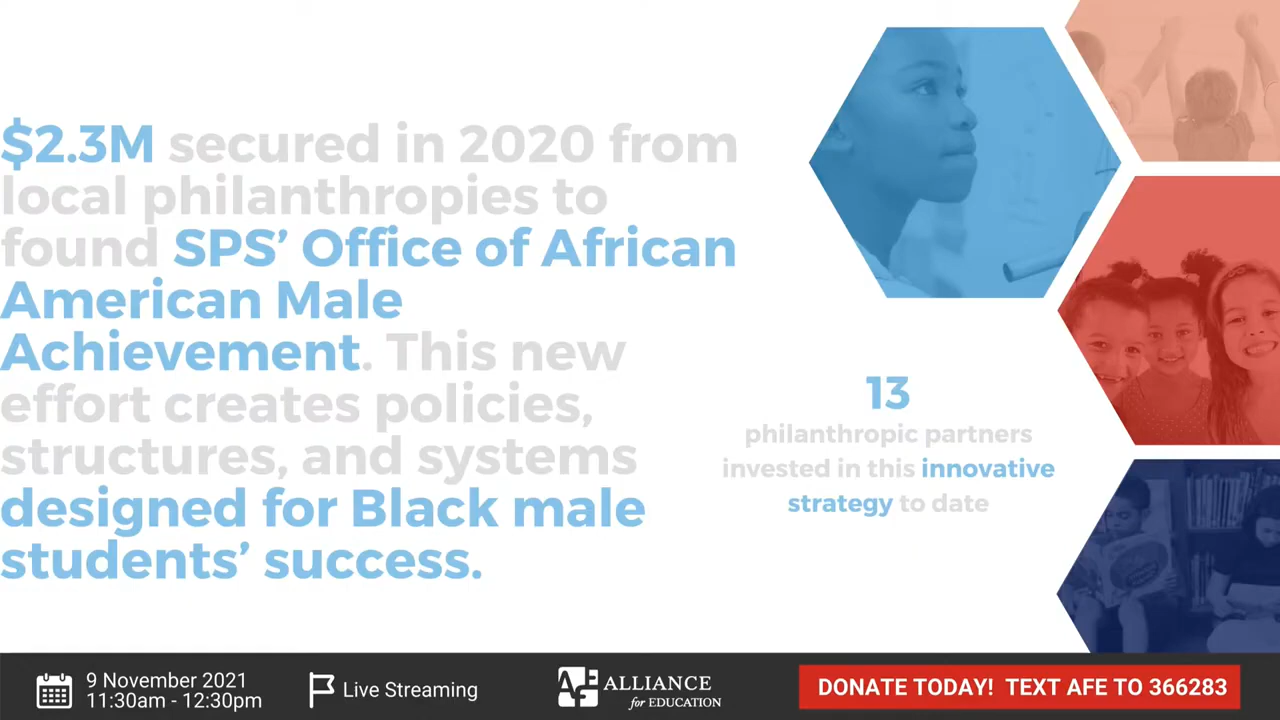 $2.3M secured in 2020 from
local philanthropies to
found SPS’ Office of African
American Male
Achievement. This new
effort creates policies,
structures, and systems
designed for Black male
students’ success.
13
philanthropic partners
invested in this innovative
strategy to date
9 November 2021
11:30am - 12:30pm
Live Streaming
AFE
ALLIANCE
for EDUCATION
DONATE TODAY! TEXT AFE TO 366283